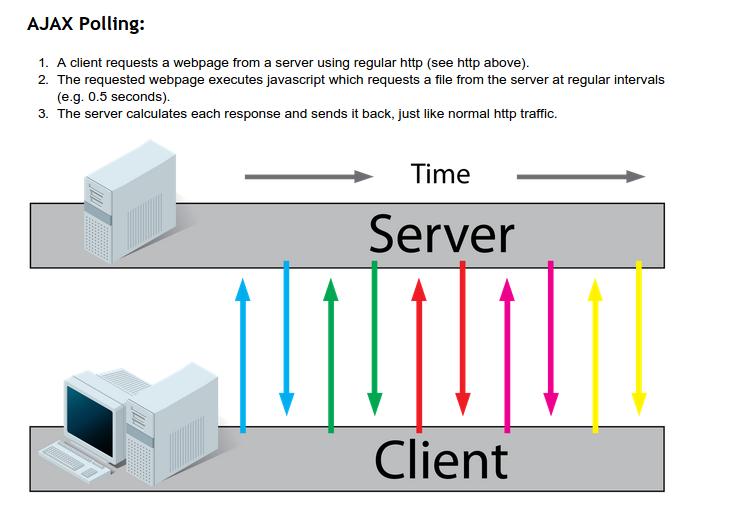 AJAX Polling:
1. A client requests a webpage from a server using regular http (see http above).
2. The requested webpage executes javascript which requests a file from the server at regular intervals
(e.g. 0.5 seconds).
3. The server calculates each response and sends it back, just like normal http traffic.
Time
Server
Client